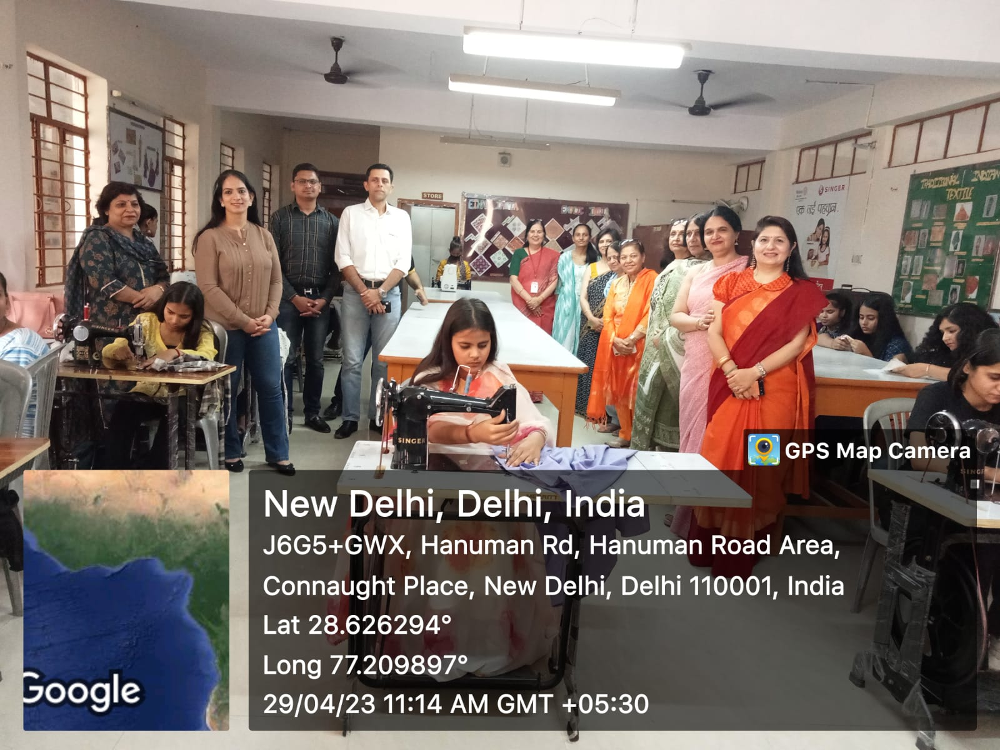 STORE
SINGER
एक नई पहचान
TRADITIONAL INDIAN
TEXTILE
SINGER
SINGER
GPS Map Camera
New Delhi, Delhi, India
J6G5+GWX, Hanuman Rd, Hanuman Road Area,
Connaught Place, New Delhi, Delhi 110001, India
Lat 28.626294°
Long 77.209897°
29/04/23 11:14 AM GMT +05:30
Google